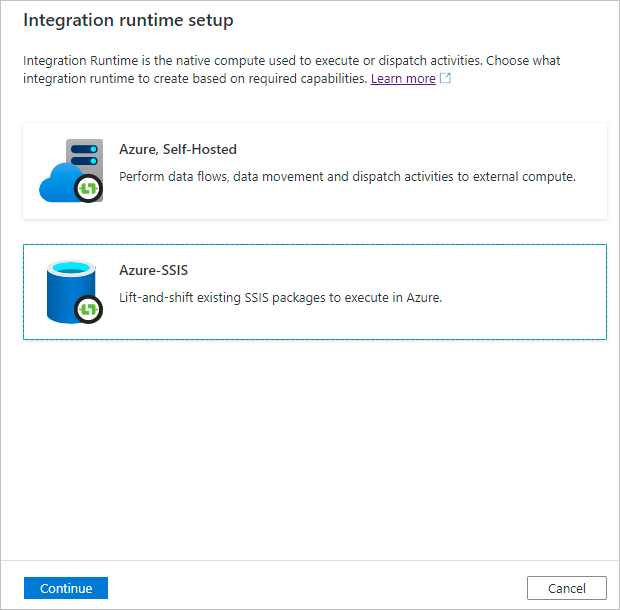 Integration runtime setup
Integration Runtime is the native compute used to execute or dispatch activities. Choose what
integration runtime to create based on required capabilities. Learn more
Azure, Self-Hosted
Perform data flows, data movement and dispatch activities to external compute.
Azure-SSIS
Lift-and-shift existing SSIS packages to execute in Azure.
Continue
Cancel